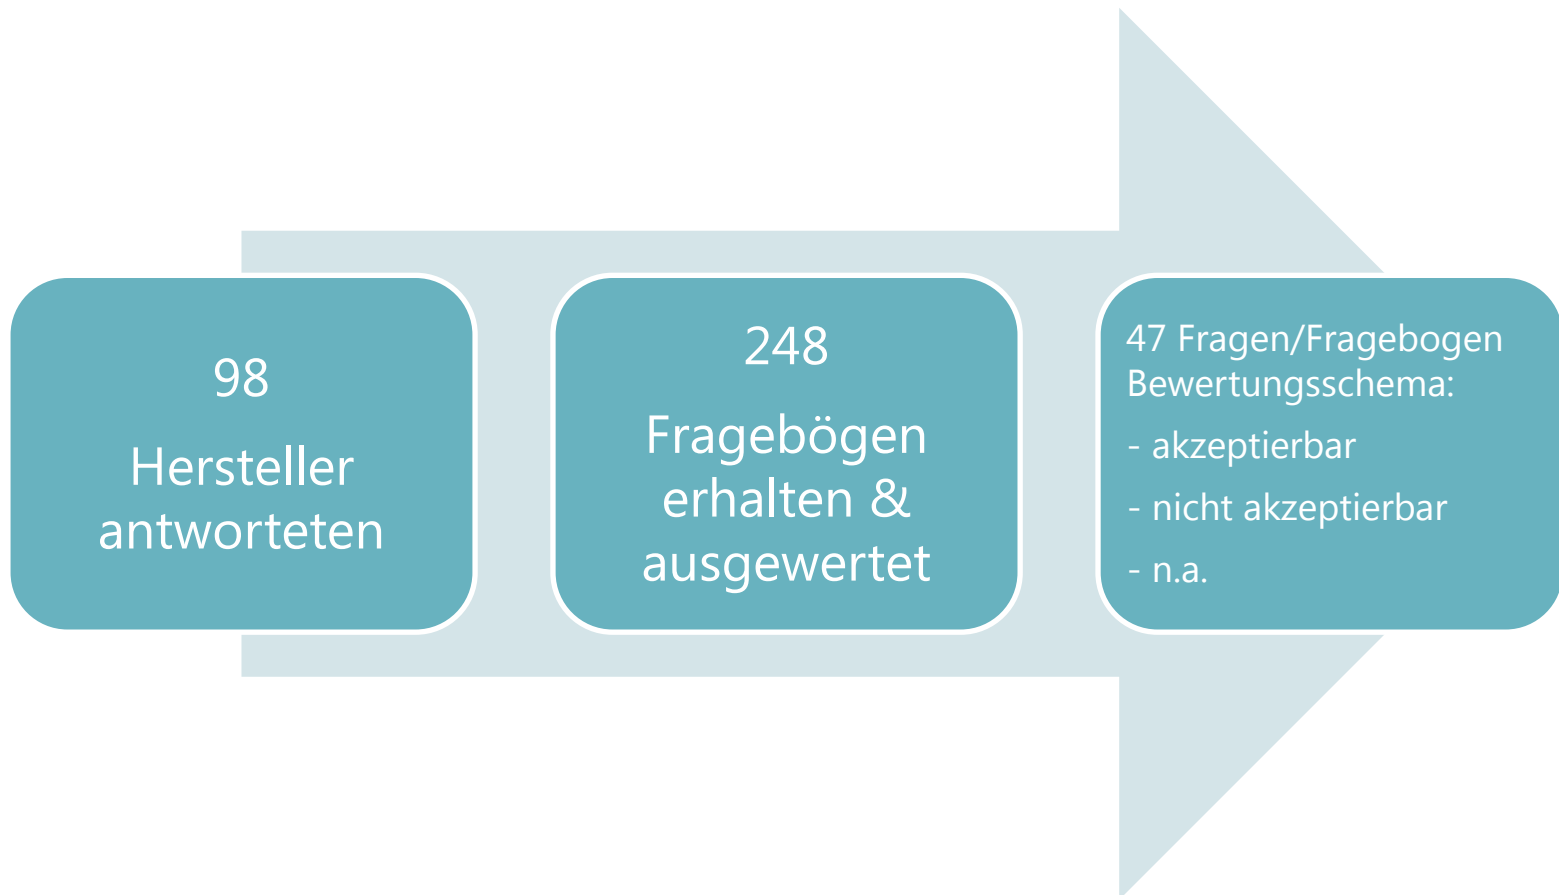 98
Hersteller
antworteten
248
Fragebögen
erhalten &
ausgewertet
47 Fragen/Fragebogen
Bewertungsschema:
- akzeptierbar
- nicht akzeptierbar
- n.a.